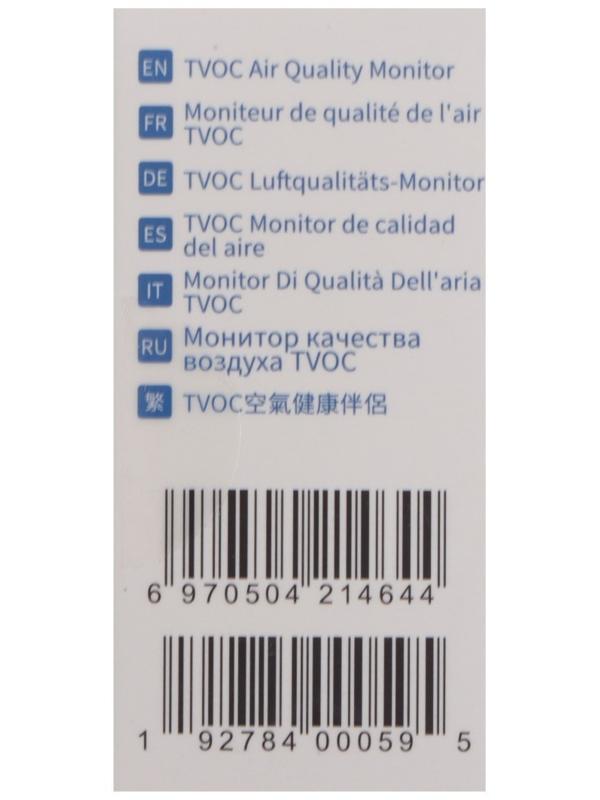 EN TVOC Air Quality Monitor
FR Moniteur de qualité de l'air
TVOC
DE TVOC Luftqualitäts-Monitor
ES TVOC Monitor de calidad
del aire
IT Monitor Di Qualità Dell'aria
TVOC
RU Монитор качества
воздуха TVOC
繁 TVOC空氣健康伴侶
6 970504 214644
1 92784 00059 5